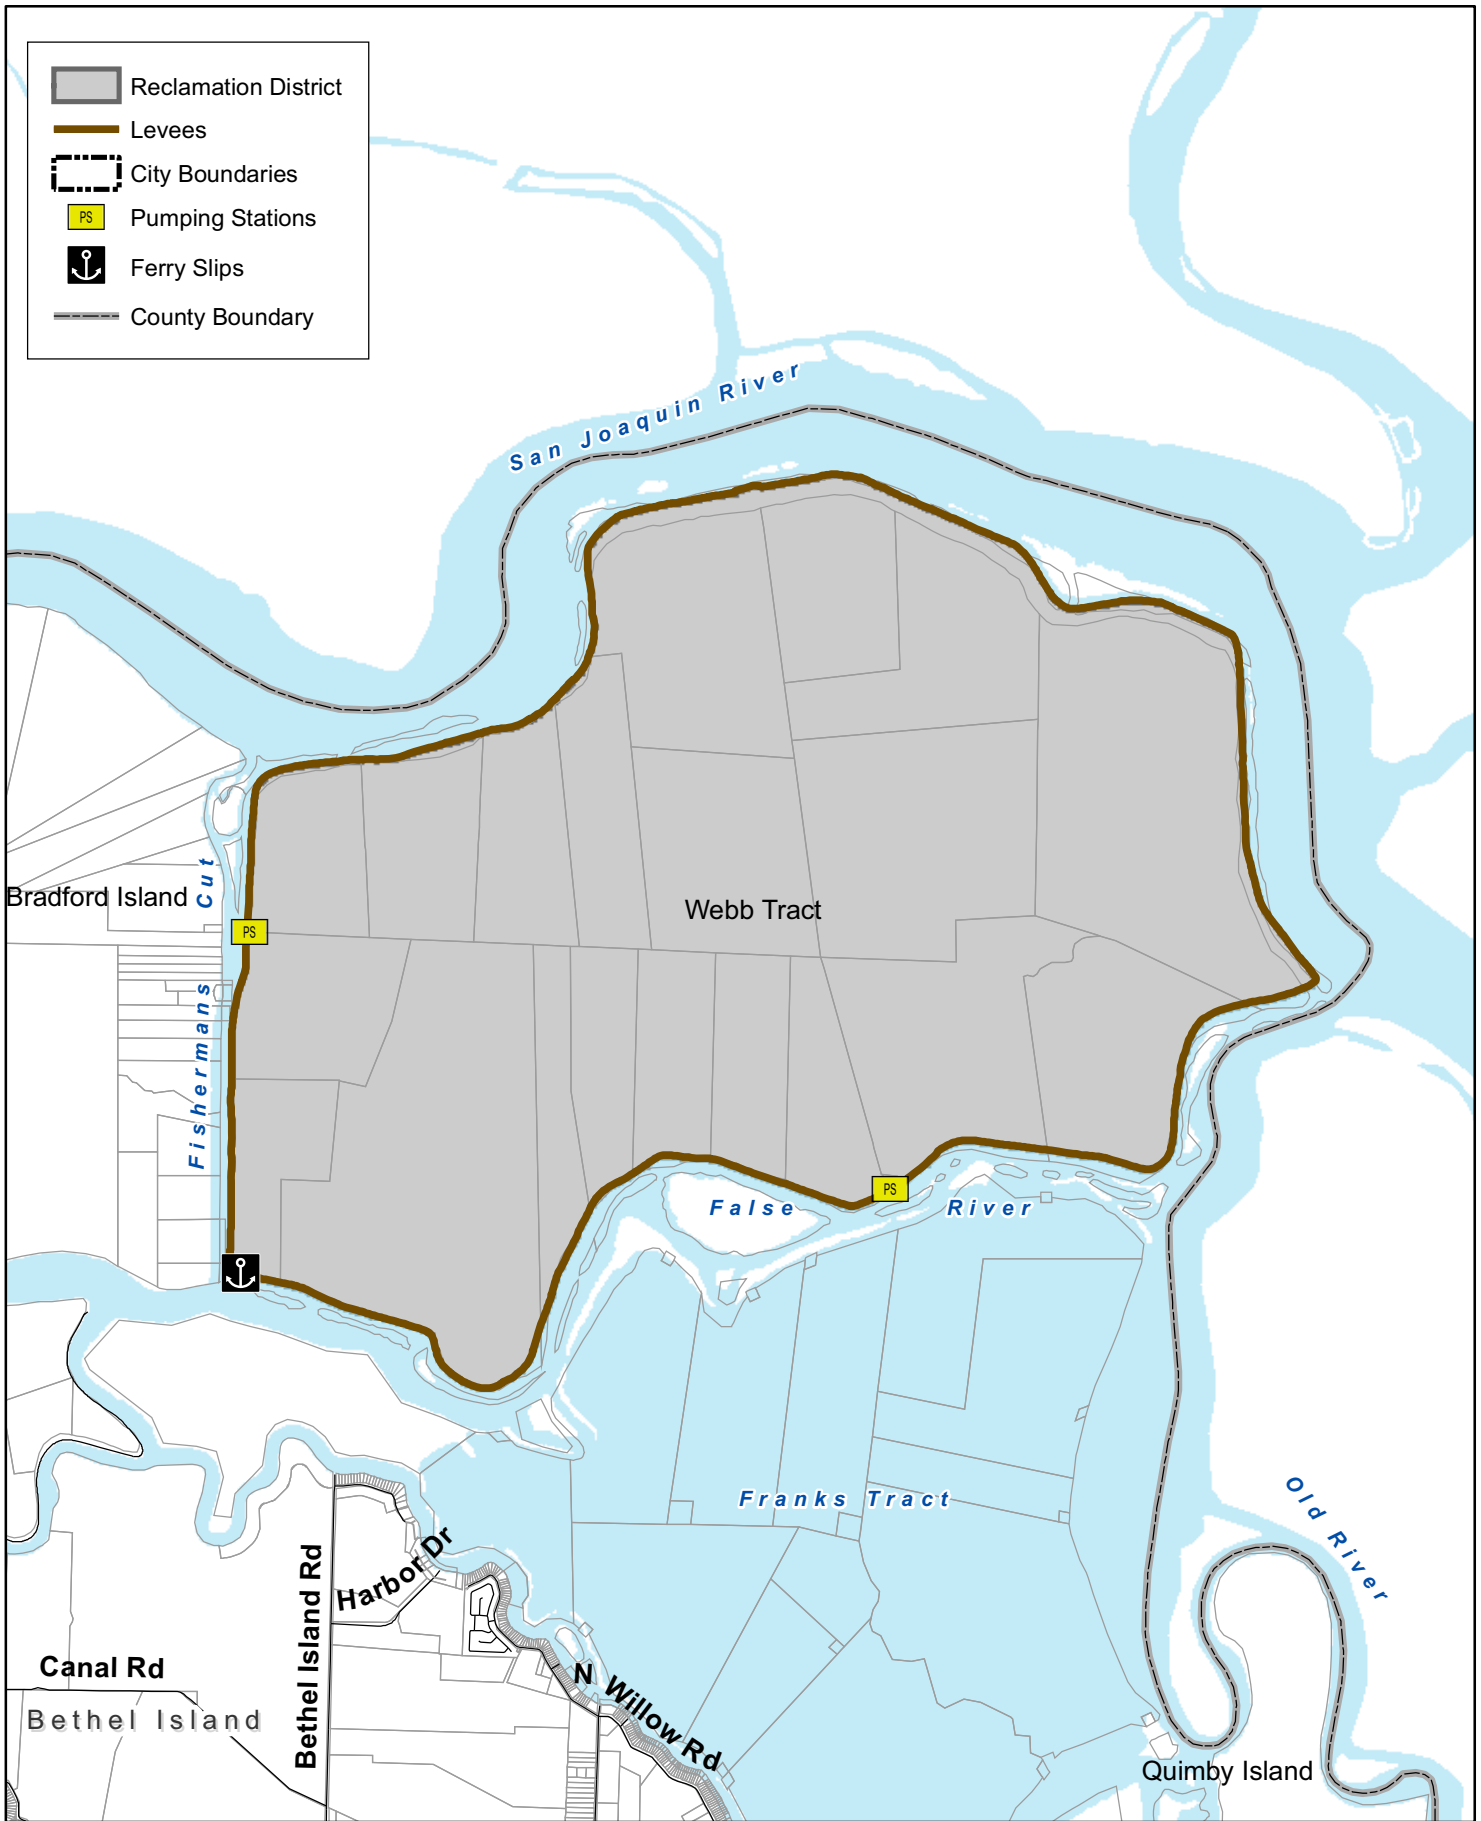 Reclamation District
Levees
City Boundaries
PS Pumping Stations
Ferry Slips
County Boundary
San Joaquin River
Bradford Island
Fishermans Cut
PS
Webb Tract
PS
False River
Franks Tract
Old River
Harbor Dr
Bethel Island Rd
Canal Rd
Bethel Island
N Willow Rd
Quimby Island